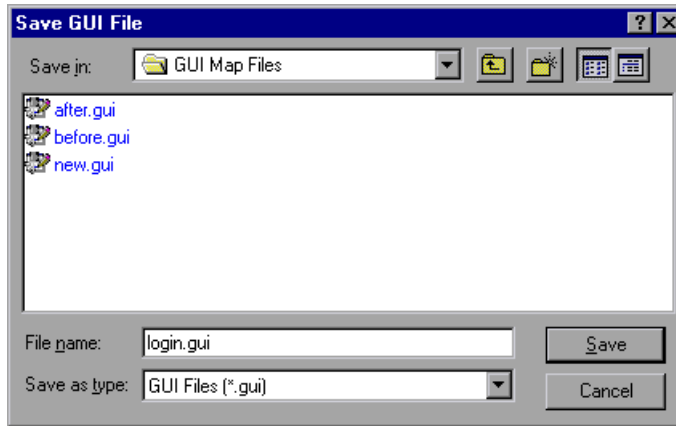 Save GUI File
Save in: GUI Map Files
after.gui
before.gui
new.gui
File name: login.gui Save
Save as type: GUI Files (*.gui) Cancel